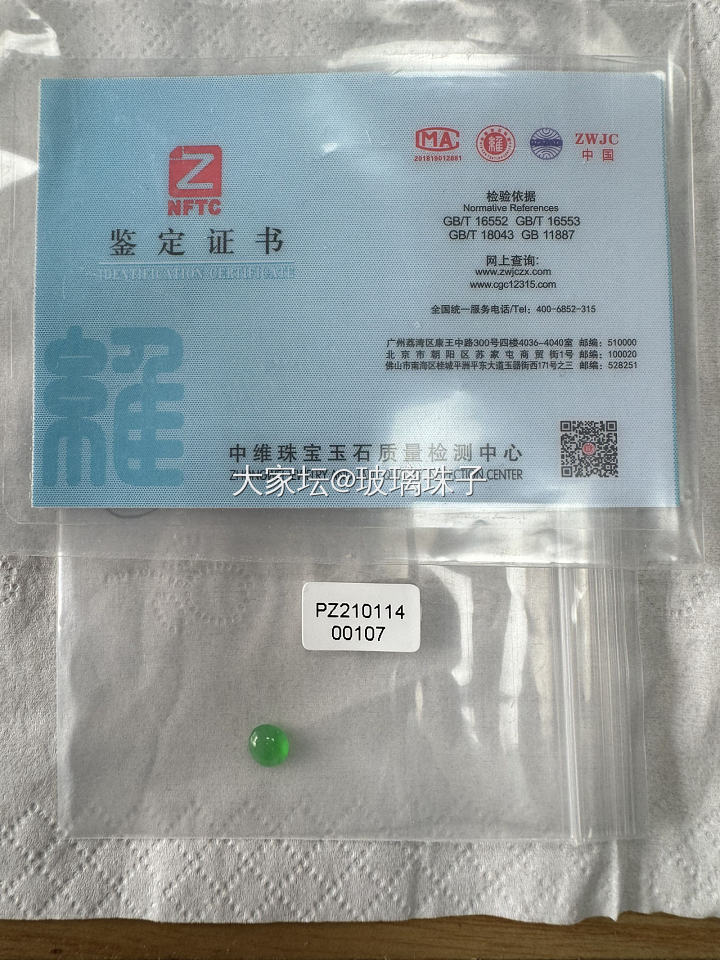 Z
NFTC
鉴定证书
IDENTIFICATION CERTIFICATE
MA
201819012881
ZWJC
中国
检验依据
Normative References
GB/T 16552 GB/T 16553
GB/T 18043 GB 11887
网上查询:
www.zwjczx.com
www.cgc12315.com
全国统一服务电话/Tel: 400-6852-315
广州荔湾区康王中路300号四楼4036-4040室 邮编: 510000
北京市朝阳区苏家屯商贸街1号 邮编: 100020
佛山市南海区桂城平洲平东大道玉器街西171号之三 邮编: 528251
中维珠宝玉石质量检测中心
CENTER
大家坛@玻璃珠子
PZ210114
00107